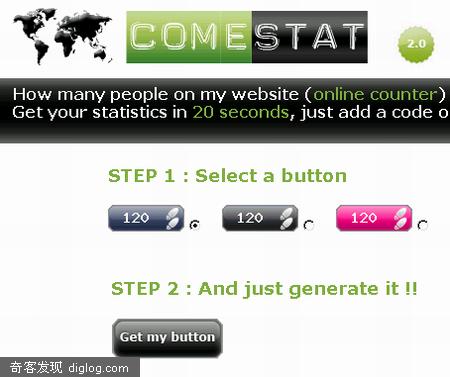 COMESTAT
2.0
How many people on my website (online counter)
Get your statistics in 20 seconds, just add a code o
STEP 1 : Select a button
120 120 120
STEP 2 : And just generate it !!
Get my button
奇客发现 diglog.com